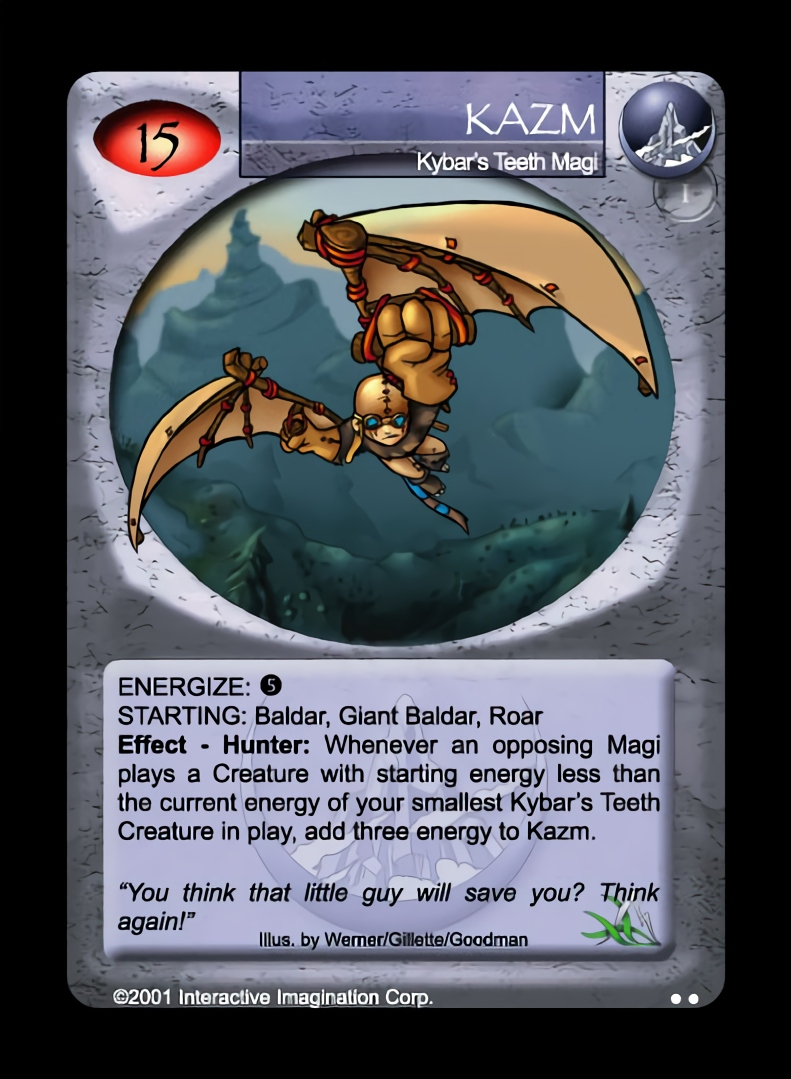 15
KAZM
Kybar's Teeth Magi
1
ENERGIZE: 5
STARTING: Baldar, Giant Baldar, Roar
Effect - Hunter: Whenever an opposing Magi
plays a Creature with starting energy less than
the current energy of your smallest Kybar's Teeth
Creature in play, add three energy to Kazm.
“You think that little guy will save you? Think
again!”
Illus. by Werner/Gillette/Goodman
©2001 Interactive Imagination Corp.